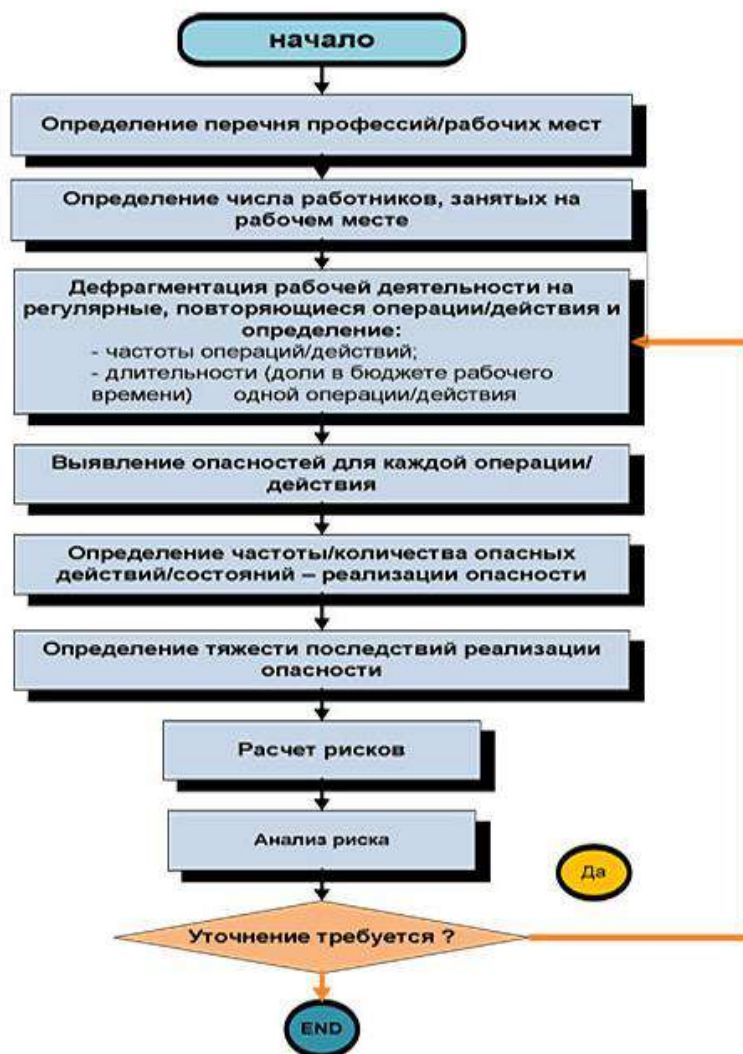 начало
Определение перечня профессий/рабочих мест
Определение числа работников, занятых на
рабочем месте
Дефрагментация рабочей деятельности на
регулярные, повторяющиеся операции/действия и
определение:
- частоты операций/действий;
- длительности (доли в бюджете рабочего
времени) одной операции/действия
Выявление опасностей для каждой операции/
действия
Определение частоты/количества опасных
действий/состояний – реализации опасности
Определение тяжести последствий реализации
опасности
Расчет рисков
Анализ риска
Да
Уточнение требуется ?
END